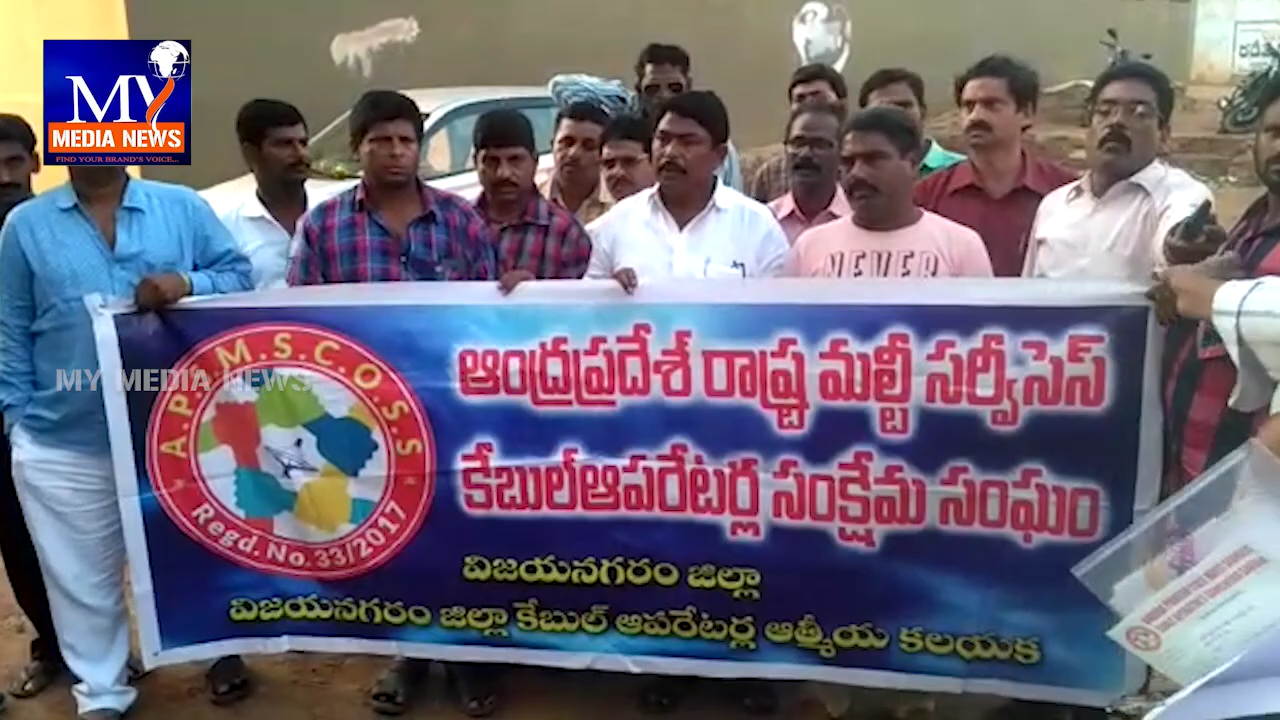 MY
MEDIA NEWS
FIND YOUR BRAND'S VOICE...
NEVER
MY MEDIA NEWS
A.P.M.S.C.O.S.S
Regd. No. 33/2017
ఆంధ్రప్రదేశ్ రాష్ట్ర మల్టీ సర్వీసెస్
కేబుల్ఆపరేటర్ల సంక్షేమ సంఘం
విజయనగరం జిల్లా
విజయనగరం జిల్లా కేబుల్ ఆపరేటర్ల ఆత్మీయ కలయిక